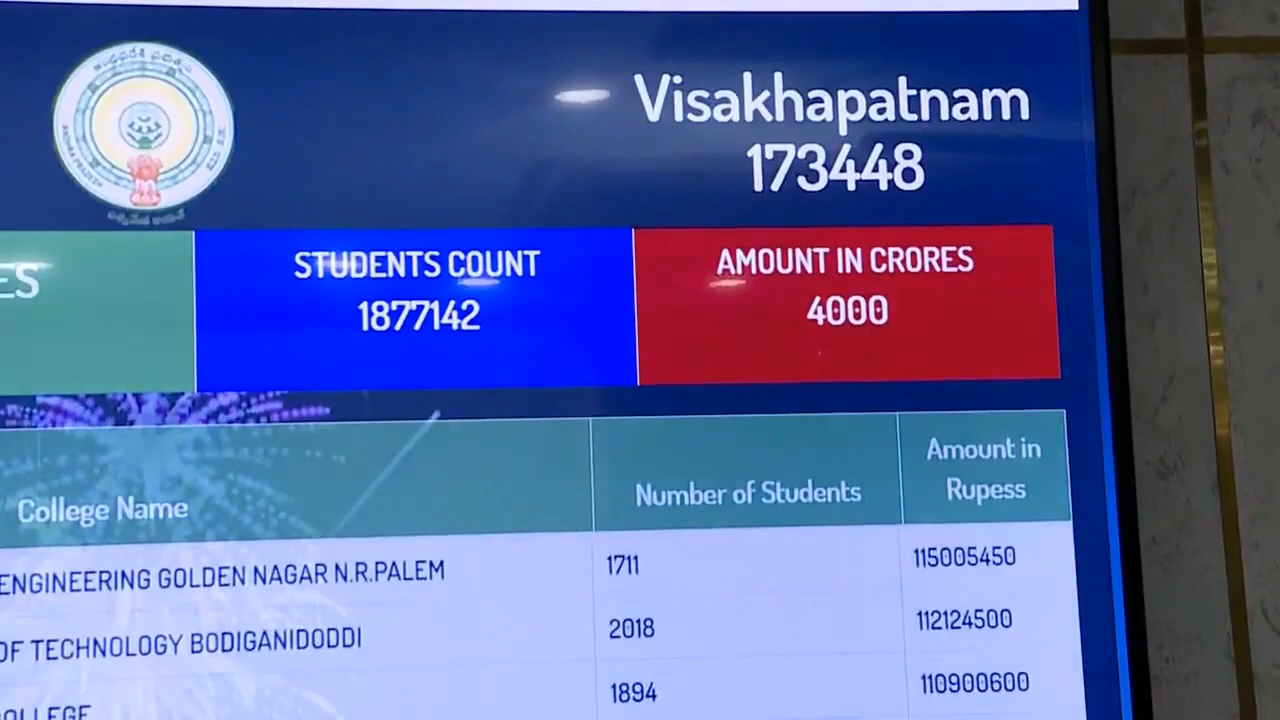 Visakhapatnam
173448
ES
STUDENTS COUNT
1877142
AMOUNT IN CRORES
4000
College Name
Number of Students
Amount in
Rupess
ENGINEERING GOLDEN NAGAR N.R.PALEM
1711
115005450
OF TECHNOLOGY BODIGANIDODDI
2018
112124500
OLLEGE
1894
110900600